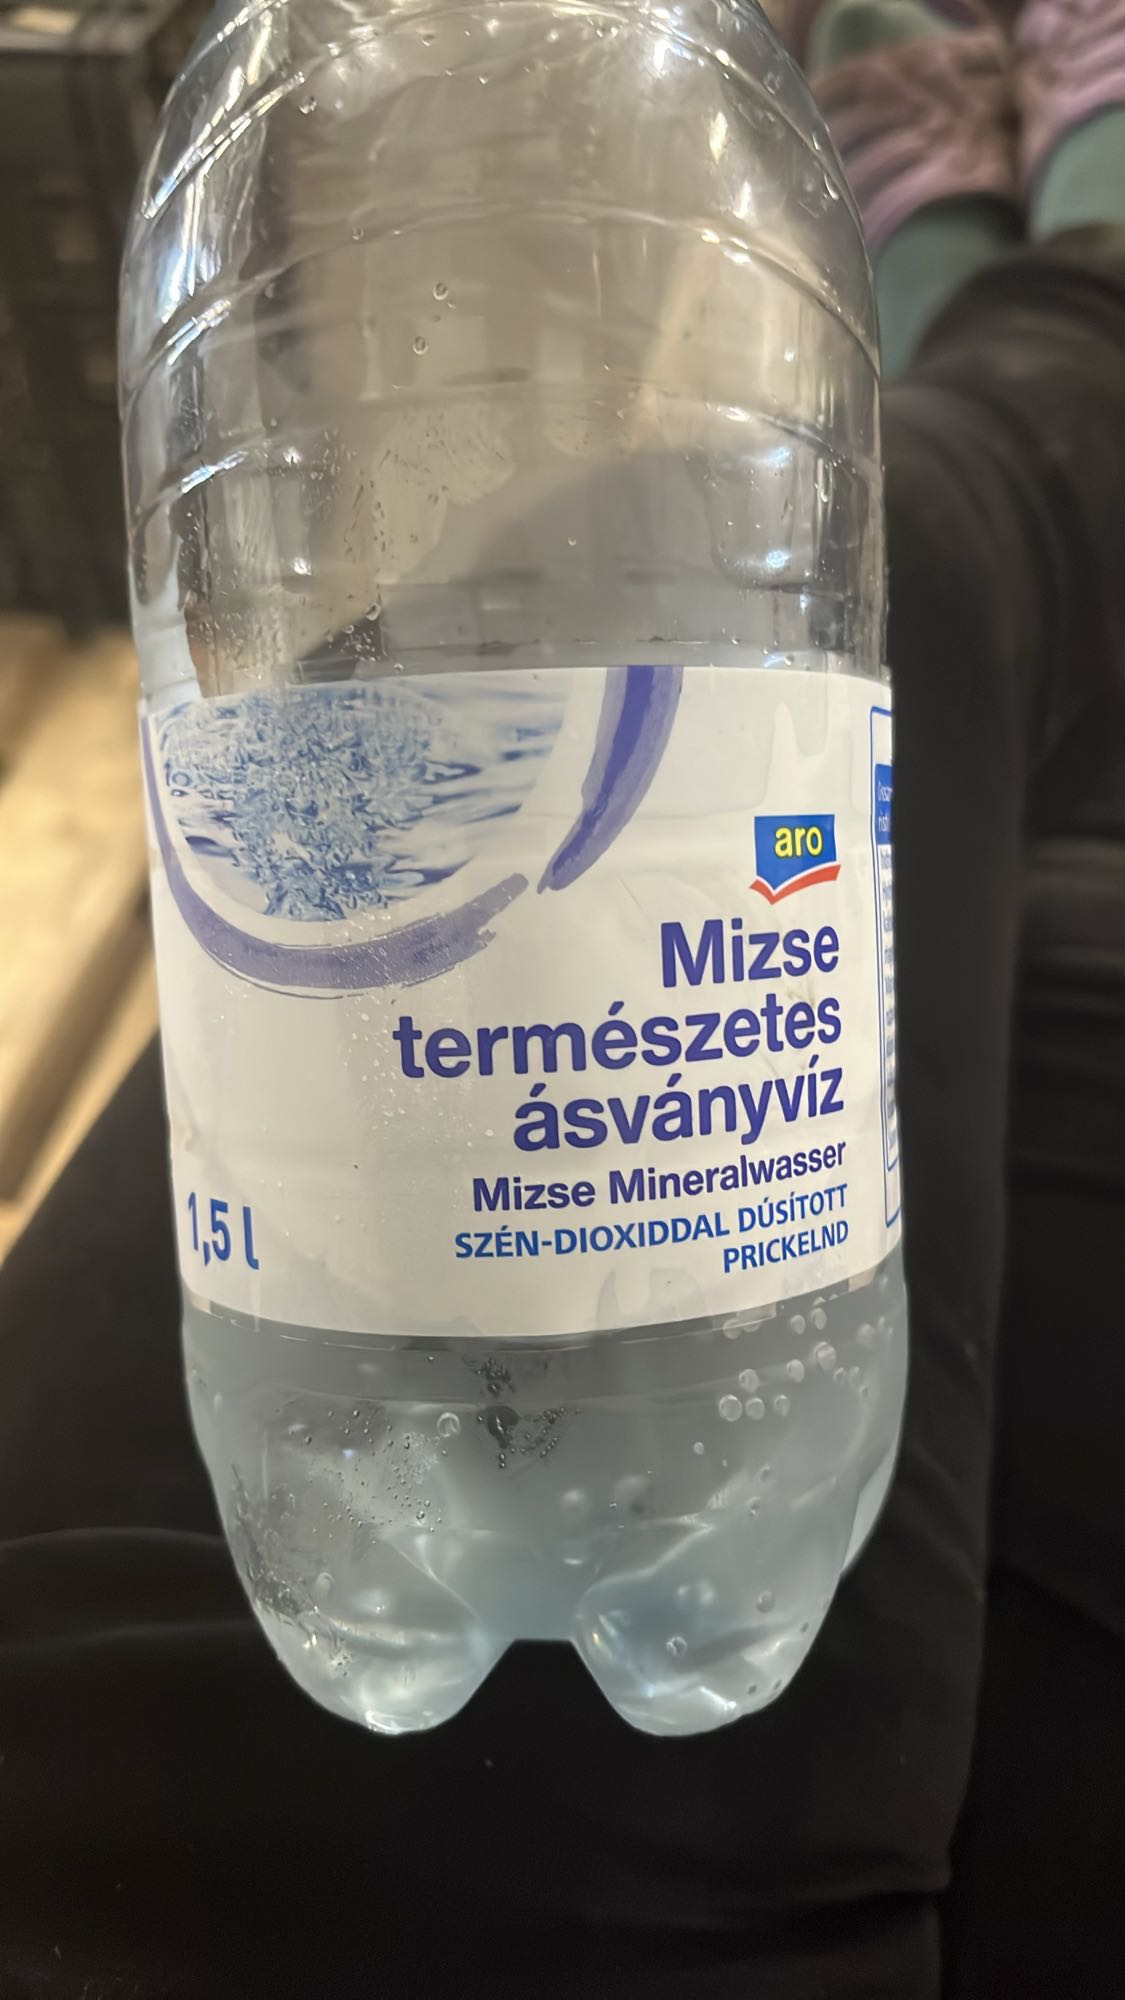 aro
Mizse
természetes
ásványvíz
Mizse Mineralwasser
SZÉN-DIOXIDDAL DÚSÍTOTT
PRICKELND
1,5 l